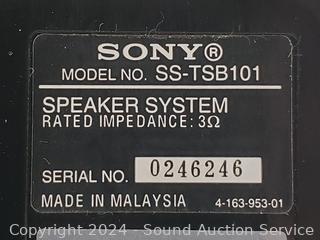 SONY®
MODEL NO. SS-TSB101
SPEAKER SYSTEM
RATED IMPEDANCE: 3Ω
SERIAL NO. 0246246
MADE IN MALAYSIA 4-163-953-01
Copyright 2024 - Sound Auction Service